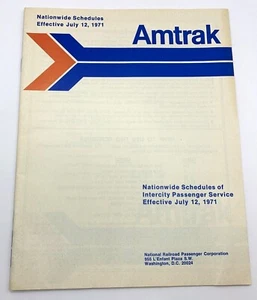 Nationwide Schedules
Effective July 12, 1971
Amtrak
Nationwide Schedules of
Intercity Passenger Service
Effective July 12, 1971
National Railroad Passenger Corporation
955 L'Enfant Plaza S.W.
Washington, D.C. 20024